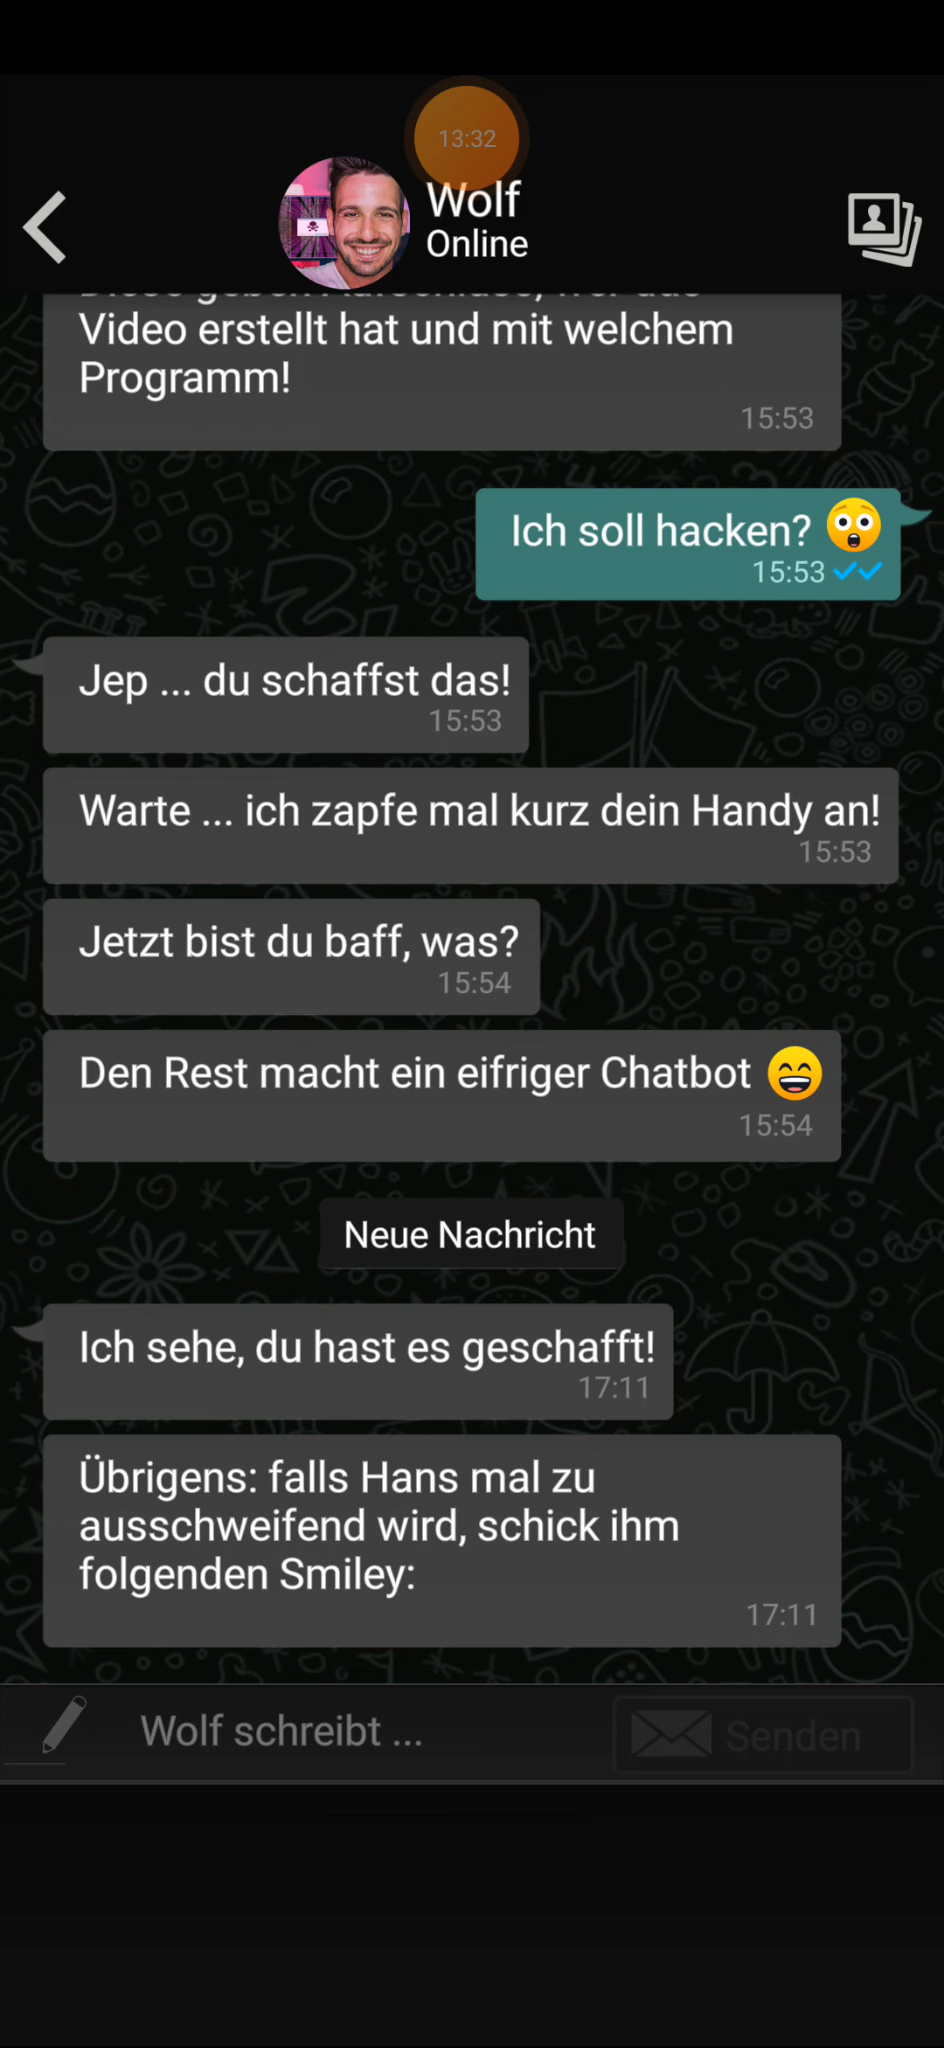 13:32
Wolf
Online
Video erstellt hat und mit welchem
Programm!
15:53
Ich soll hacken? 😲
15:53
Jep ... du schaffst das!
15:53
Warte ... ich zapfe mal kurz dein Handy an!
15:53
Jetzt bist du baff, was?
15:54
Den Rest macht ein eifriger Chatbot 😄
15:54
Neue Nachricht
Ich sehe, du hast es geschafft!
17:11
Übrigens: falls Hans mal zu
ausschweifend wird, schick ihm
folgenden Smiley:
17:11
Wolf schreibt ...
Senden